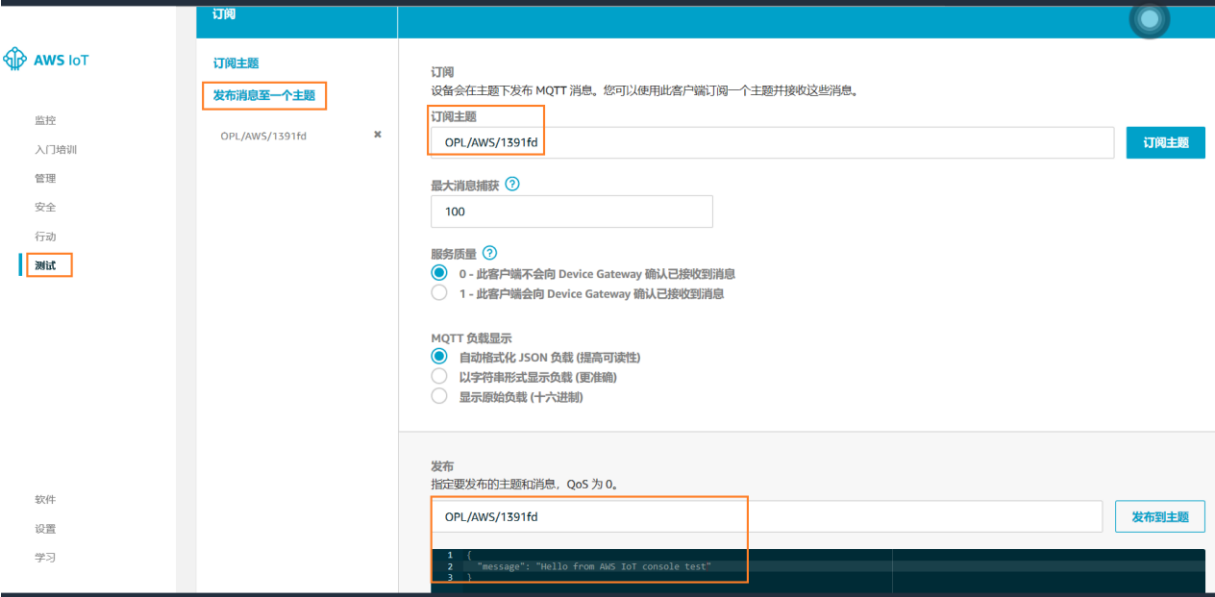 订阅
AWS IoT
监控
入门培训
管理
安全
行动
测试
软件
设置
学习
订阅主题
发布消息至一个主题
OPL/AWS/1391fd ✖
订阅
设备会在主题下发布 MQTT 消息。您可以使用此客户端订阅一个主题并接收这些消息。
订阅主题
OPL/AWS/1391fd
订阅主题
最大消息捕获 ?
100
服务质量 ?
0 - 此客户端不会向 Device Gateway 确认已接收到消息
1 - 此客户端会向 Device Gateway 确认已接收到消息
MQTT 负载显示
自动格式化 JSON 负载 (提高可读性)
以字符串形式显示负载 (更准确)
显示原始负载 (十六进制)
发布
指定要发布的主题和消息，QoS 为 0。
OPL/AWS/1391fd
发布到主题
1 {
2 "message": "Hello from AWS IoT console test"
3 }